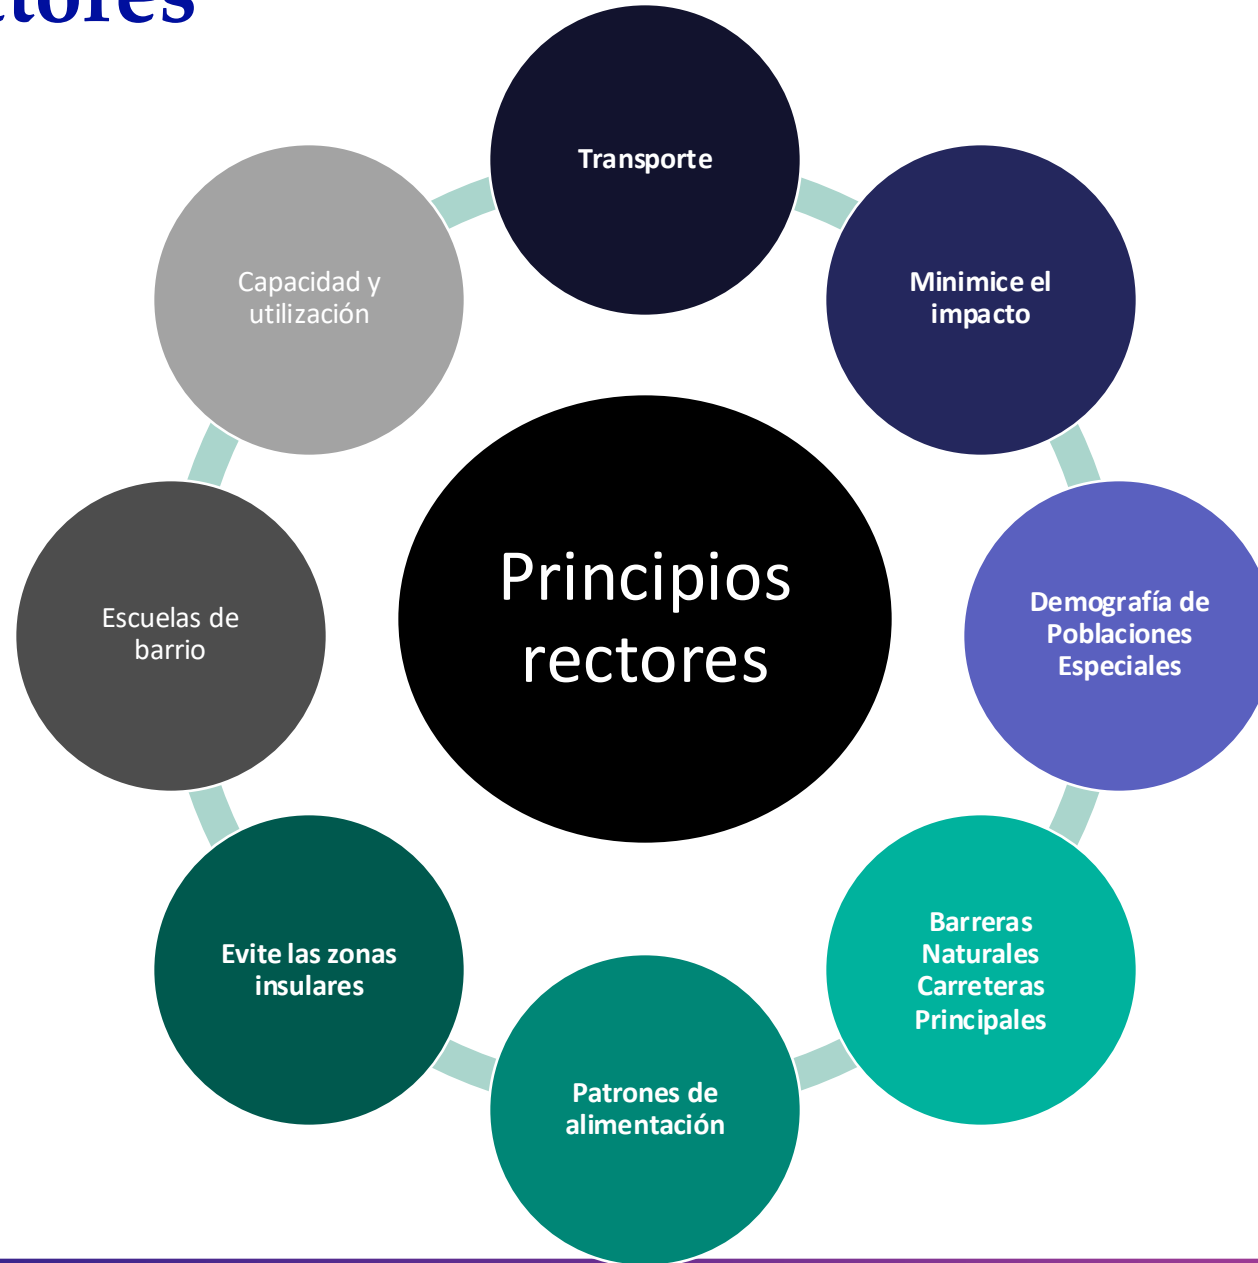 Transporte
Minimice el
impacto
Demografía de
Poblaciones
Especiales
Barreras
Naturales
Carreteras
Principales
Patrones de
alimentación
Evite las zonas
insulares
Escuelas de
barrio
Capacidad y
utilización
Principios
rectores